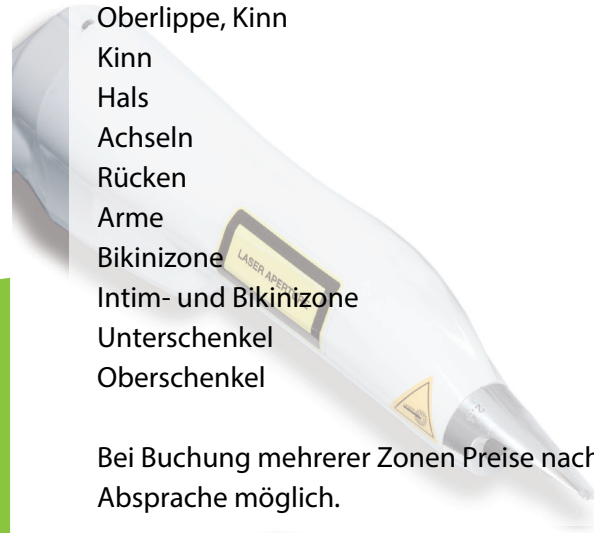 Oberlippe, Kinn
Kinn
Hals
Achseln
Rücken
Arme
Bikinizone
LASER APERTURE
Intim- und Bikinizone
Unterschenkel
Oberschenkel
Bei Buchung mehrerer Zonen Preise nach
Absprache möglich.